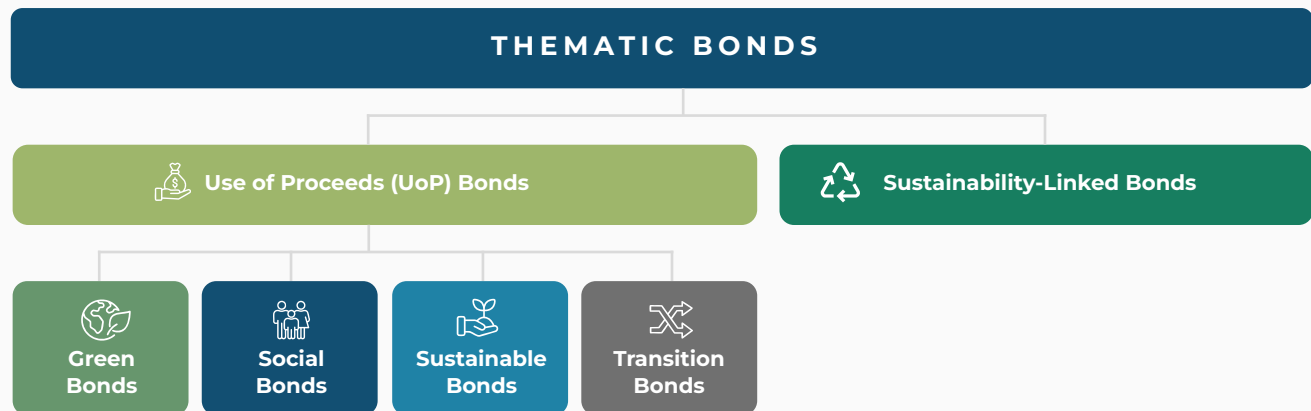 THEMATIC BONDS
Use of Proceeds (UoP) Bonds
Sustainability-Linked Bonds
Green
Bonds
Social
Bonds
Sustainable
Bonds
Transition
Bonds